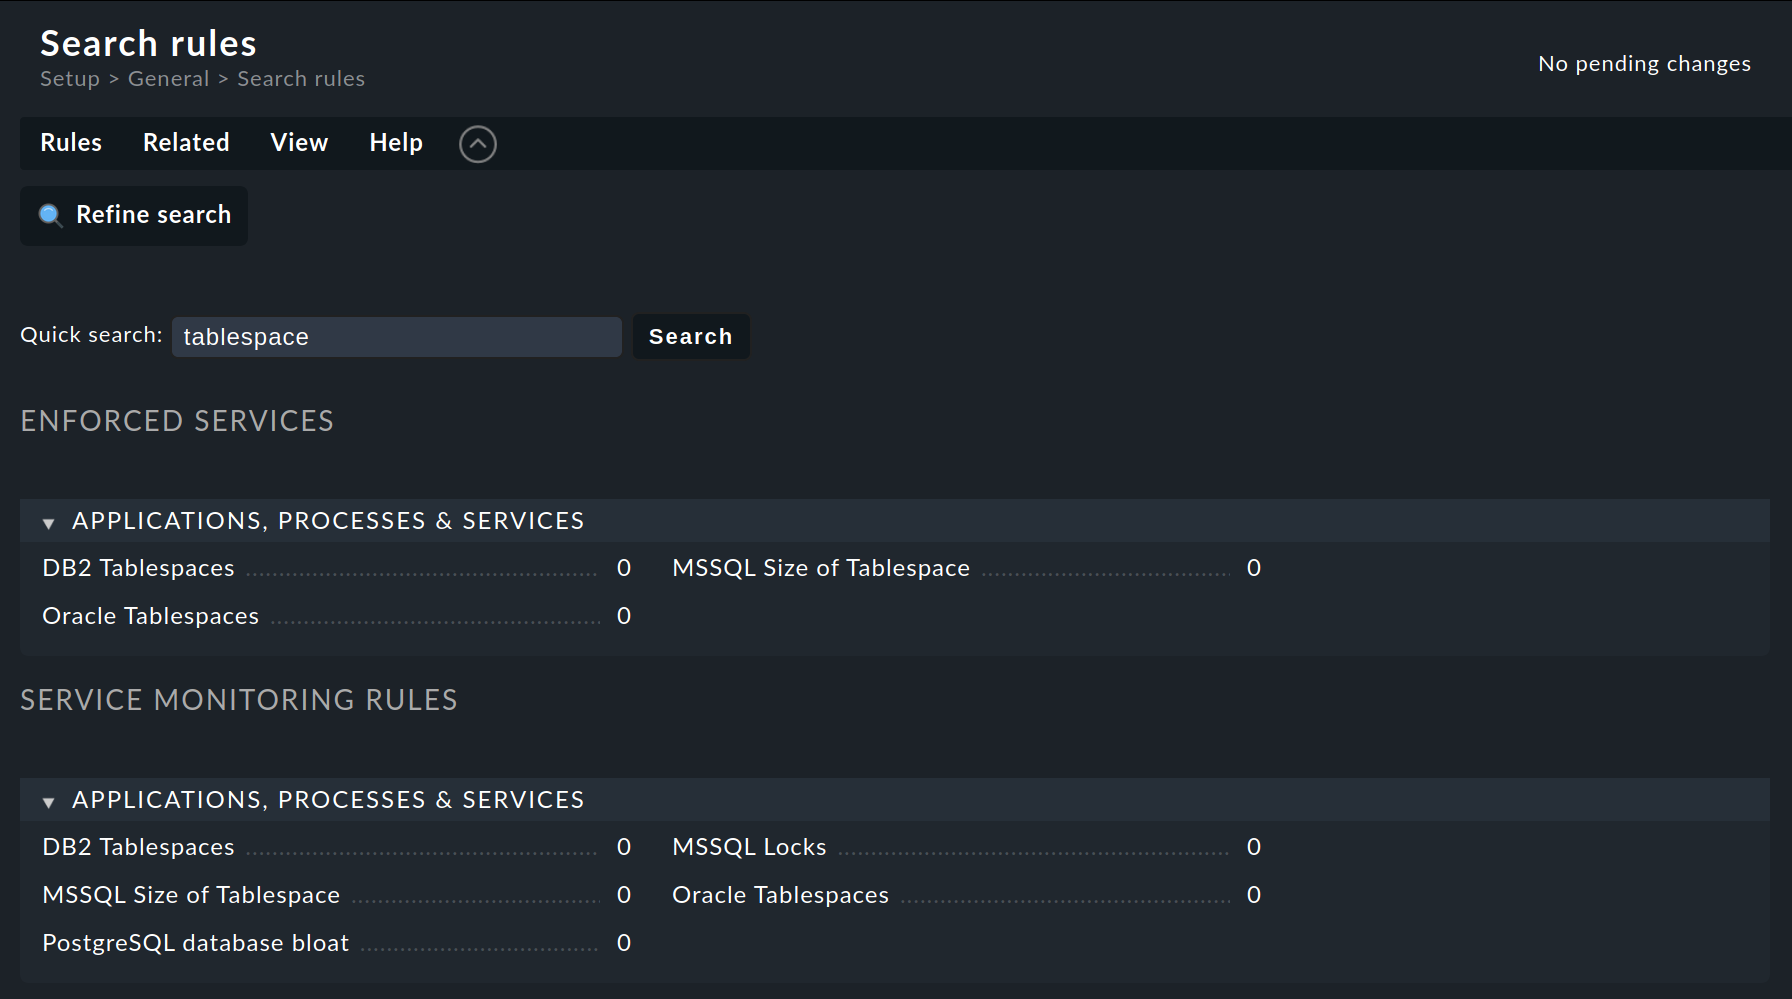 Search rules
Setup > General > Search rules
No pending changes
Rules Related View Help
Refine search
Quick search: tablespace Search
ENFORCED SERVICES
APPLICATIONS, PROCESSES & SERVICES
DB2 Tablespaces 0 MSSQL Size of Tablespace 0
Oracle Tablespaces 0
SERVICE MONITORING RULES
APPLICATIONS, PROCESSES & SERVICES
DB2 Tablespaces 0 MSSQL Locks 0
MSSQL Size of Tablespace 0 Oracle Tablespaces 0
PostgreSQL database bloat 0